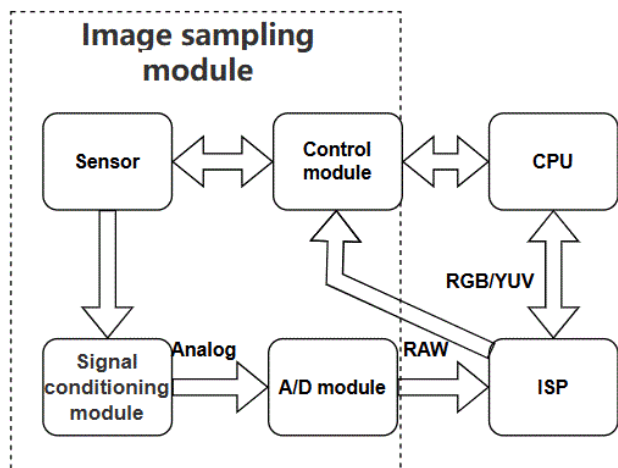 Image sampling
module
Sensor
Control
module
CPU
RGB/YUV
Signal
conditioning
module
Analog
A/D module
RAW
ISP